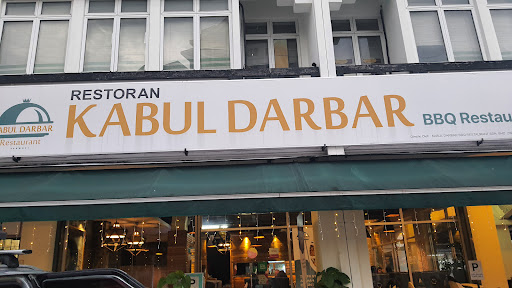 RESTORAN
KABUL DARBAR
BBQ Restau
KABUL DARBAR
Restaurant
P